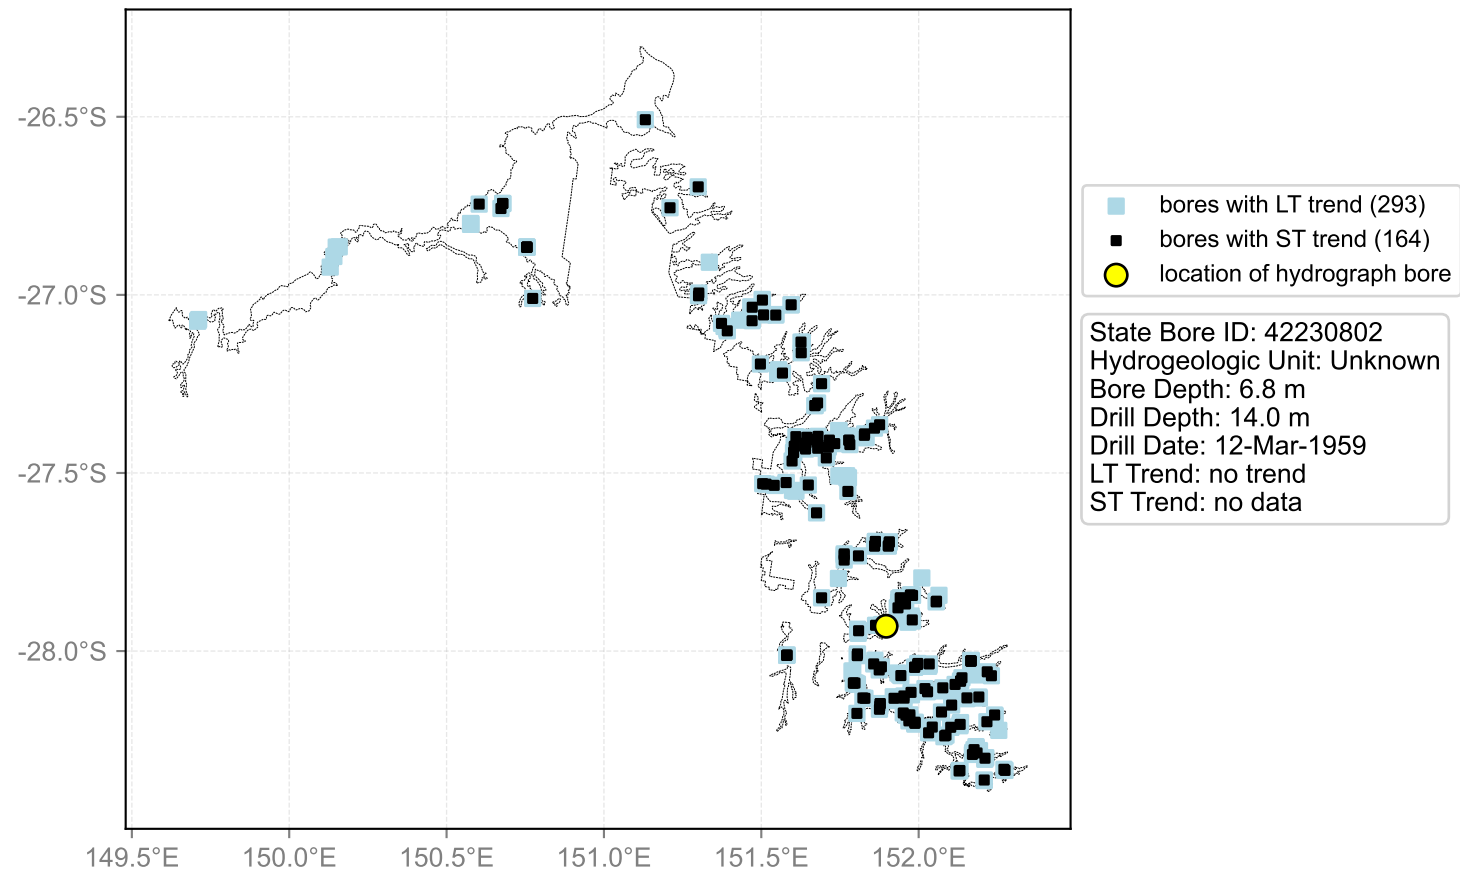 -26.5°S
-27.0°S
-27.5°S
-28.0°S
149.5°E
150.0°E
150.5°E
151.0°E
151.5°E
152.0°E
bores with LT trend (293)
bores with ST trend (164)
location of hydrograph bore
State Bore ID: 42230802
Hydrogeologic Unit: Unknown
Bore Depth: 6.8 m
Drill Depth: 14.0 m
Drill Date: 12-Mar-1959
LT Trend: no trend
ST Trend: no data